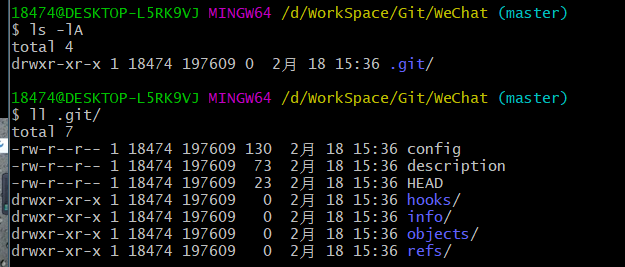 18474@DESKTOP-L5RK9VJ MINGW64 /d/WorkSpace/Git/WeChat (master)
$ ls -lA
total 4
drwxr-xr-x 1 18474 197609 0  2月 18 15:36 .git/

18474@DESKTOP-L5RK9VJ MINGW64 /d/WorkSpace/Git/WeChat (master)
$ ll .git/
total 7
-rw-r--r-- 1 18474 197609 130  2月 18 15:36 config
-rw-r--r-- 1 18474 197609  73  2月 18 15:36 description
-rw-r--r-- 1 18474 197609  23  2月 18 15:36 HEAD
drwxr-xr-x 1 18474 197609   0  2月 18 15:36 hooks/
drwxr-xr-x 1 18474 197609   0  2月 18 15:36 info/
drwxr-xr-x 1 18474 197609   0  2月 18 15:36 objects/
drwxr-xr-x 1 18474 197609   0  2月 18 15:36 refs/